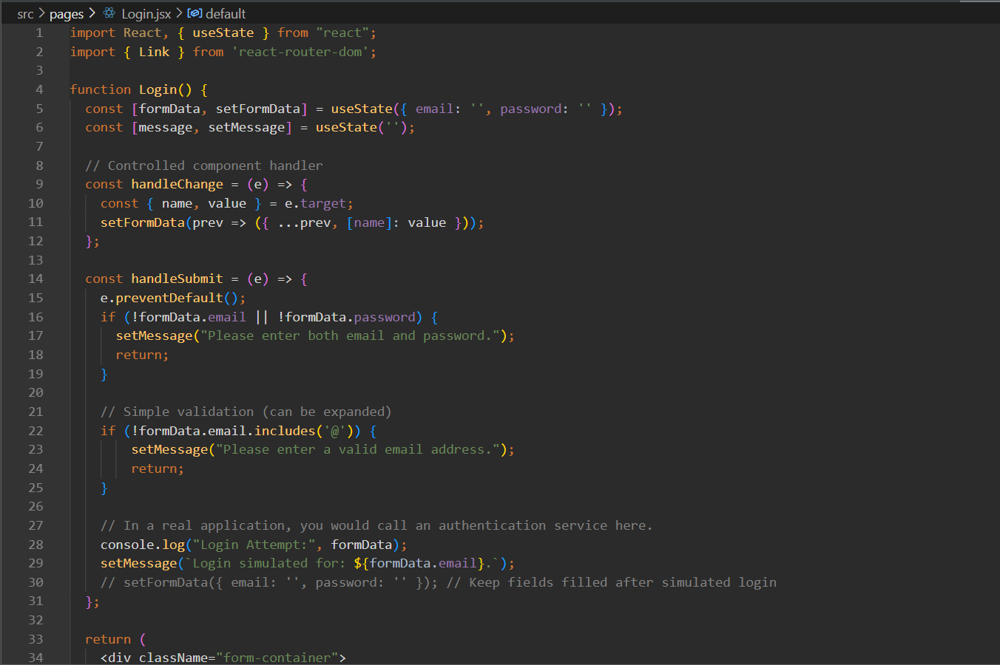 src > pages > Login.jsx > default
1 import React, { useState } from "react";
2 import { Link } from 'react-router-dom';
3
4 function Login() {
5   const [formData, setFormData] = useState({ email: '', password: '' });
6   const [message, setMessage] = useState('');
7
8   // Controlled component handler
9   const handleChange = (e) => {
10     const { name, value } = e.target;
11     setFormData(prev => ({ ...prev, [name]: value }));
12   };
13
14   const handleSubmit = (e) => {
15     e.preventDefault();
16     if (!formData.email || !formData.password) {
17       setMessage("Please enter both email and password.");
18       return;
19     }
20
21     // Simple validation (can be expanded)
22     if (!formData.email.includes('@')) {
23         setMessage("Please enter a valid email address.");
24         return;
25     }
26
27     // In a real application, you would call an authentication service here.
28     console.log("Login Attempt:", formData);
29     setMessage(`Login simulated for: ${formData.email}.`);
30     // setFormData({ email: '', password: '' }); // Keep fields filled after simulated login
31   };
32
33   return (
34     <div className="form-container">